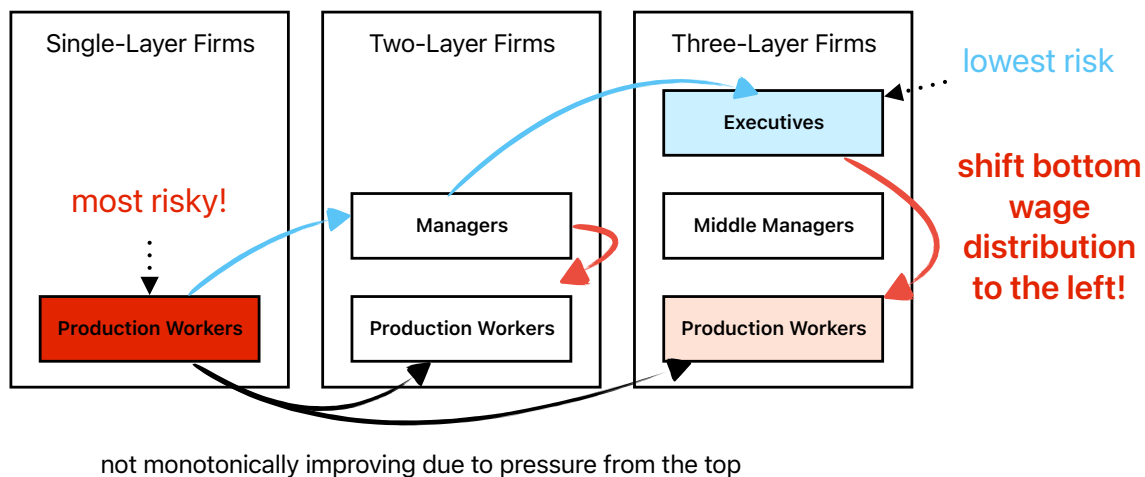 Single-Layer Firms
Two-Layer Firms
Three-Layer Firms
lowest risk
Executives
shift bottom
wage
distribution
to the left!
most risky!
Managers
Middle Managers
Production Workers
Production Workers
Production Workers
not monotonically improving due to pressure from the top